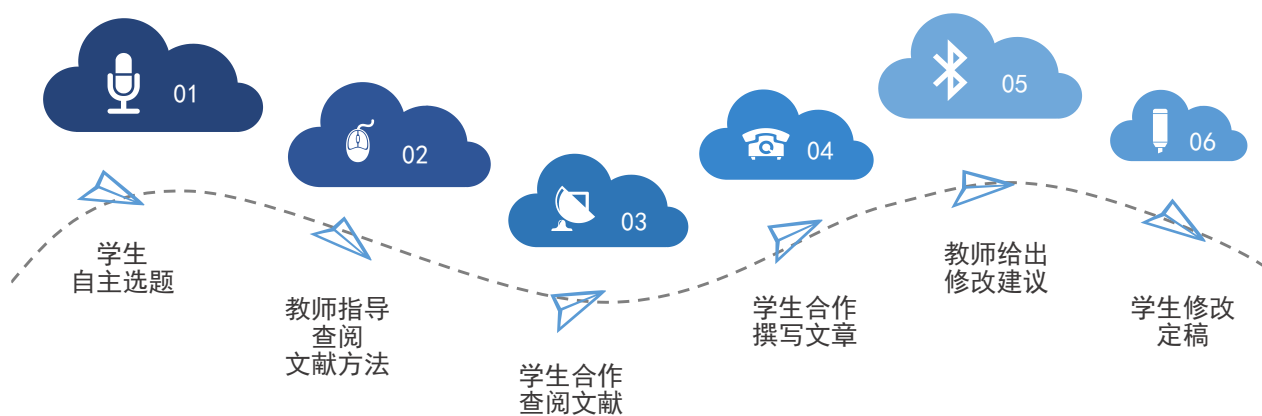 01
学生
自主选题
02
教师指导
查阅
文献方法
03
学生合作
查阅文献
04
学生合作
撰写文章
05
教师给出
修改建议
06
学生修改
定稿